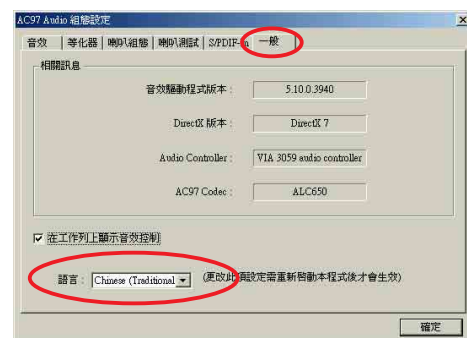 AC97 Audio 組態設定
音效 等化器 喇叭組態 喇叭測試 S/PDIF-In 一般
相關訊息
音效驅動程式版本： 5.10.0.3940
DirectX 版本： DirectX 7
Audio Controller： VIA 3059 audio controller
AC97 Codec： ALC650
在工作列上顯示音效控制
語言： Chinese (Traditional (更改此項設定需重新啓動本程式後才會生效)
確定